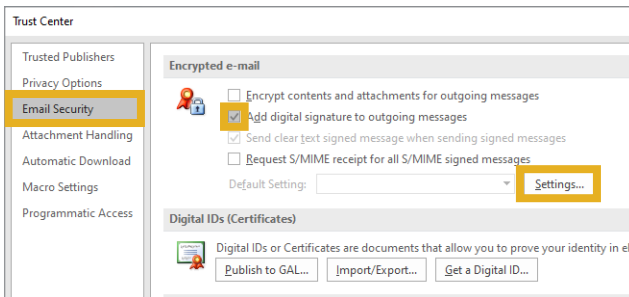 Trust Center
Trusted Publishers
Privacy Options
Email Security
Attachment Handling
Automatic Download
Macro Settings
Programmatic Access
Encrypted e-mail
Encrypt contents and attachments for outgoing messages
Add digital signature to outgoing messages
Send clear text signed message when sending signed messages
Request S/MIME receipt for all S/MIME signed messages
Default Setting:
Settings...
Digital IDs (Certificates)
Digital IDs or Certificates are documents that allow you to prove your identity in
Publish to GAL... Import/Export... Get a Digital ID...